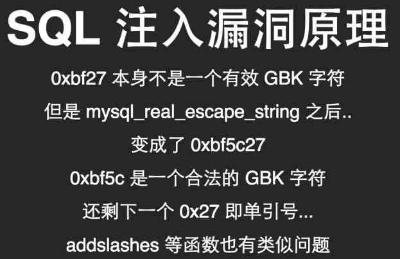 SQL 注入漏洞原理
0xbf27 本身不是一个有效 GBK 字符
但是 mysql_real_escape_string 之后..
变成了 0xbf5c27
0xbf5c 是一个合法的 GBK 字符
还剩下一个 0x27 即单引号...
addslashes 等函数也有类似问题